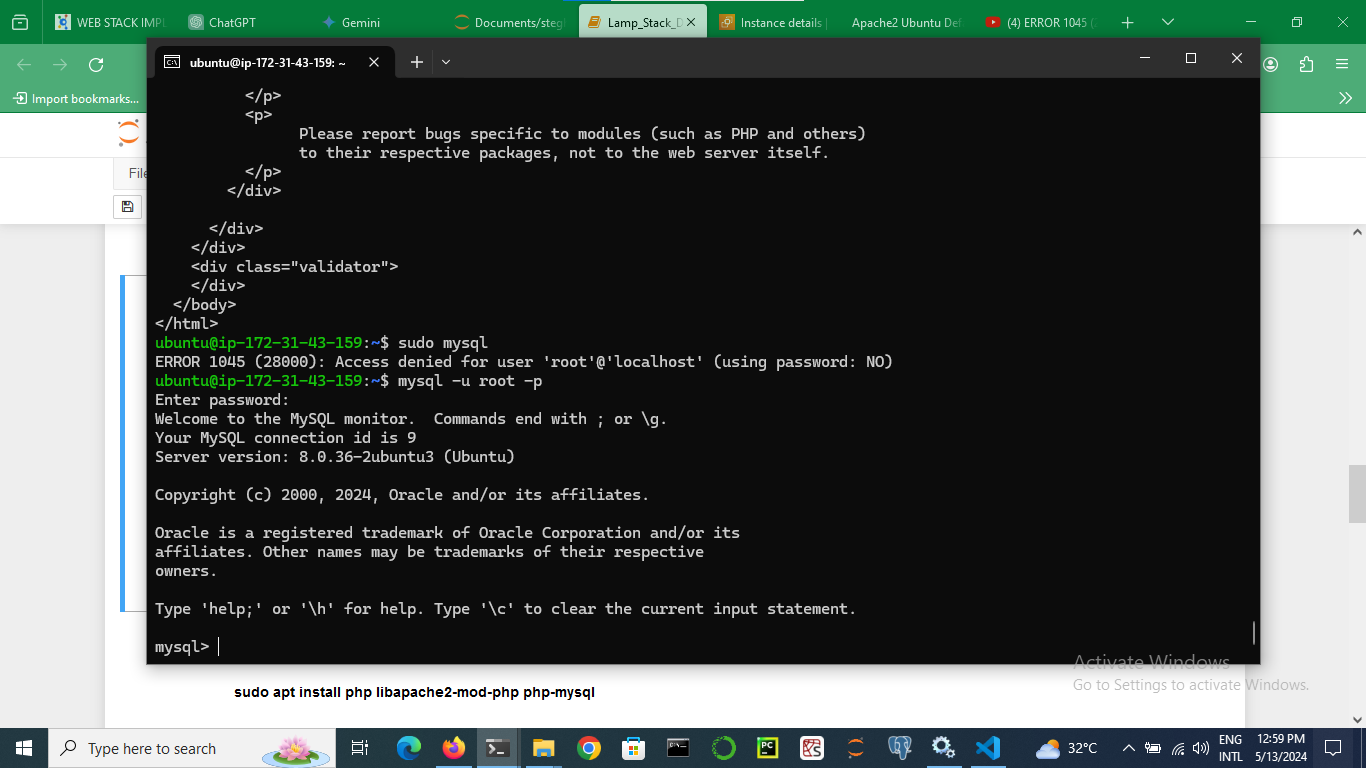 WEB STACK IMPL
ChatGPT
Gemini
Documents/steg
Lamp_Stack_D
Instance details |
Apache2 Ubuntu Def
(4) ERROR 1045 (2
Import bookmarks...
ubuntu@ip-172-31-43-159: ~
File
</p>
<p>
Please report bugs specific to modules (such as PHP and others)
to their respective packages, not to the web server itself.
</p>
</div>
</div>
</div>
<div class="validator">
</div>
</body>
</html>
ubuntu@ip-172-31-43-159:~$ sudo mysql
ERROR 1045 (28000): Access denied for user 'root'@'localhost' (using password: NO)
ubuntu@ip-172-31-43-159:~$ mysql -u root -p
Enter password:
Welcome to the MySQL monitor.  Commands end with ; or \g.
Your MySQL connection id is 9
Server version: 8.0.36-2ubuntu3 (Ubuntu)
Copyright (c) 2000, 2024, Oracle and/or its affiliates.
Oracle is a registered trademark of Oracle Corporation and/or its
affiliates. Other names may be trademarks of their respective
owners.
Type 'help;' or '\h' for help. Type '\c' to clear the current input statement.
mysql>
Activate Windows
Go to Settings to activate Windows.
sudo apt install php libapache2-mod-php php-mysql
Type here to search
32°C
ENG
INTL
12:59 PM
5/13/2024